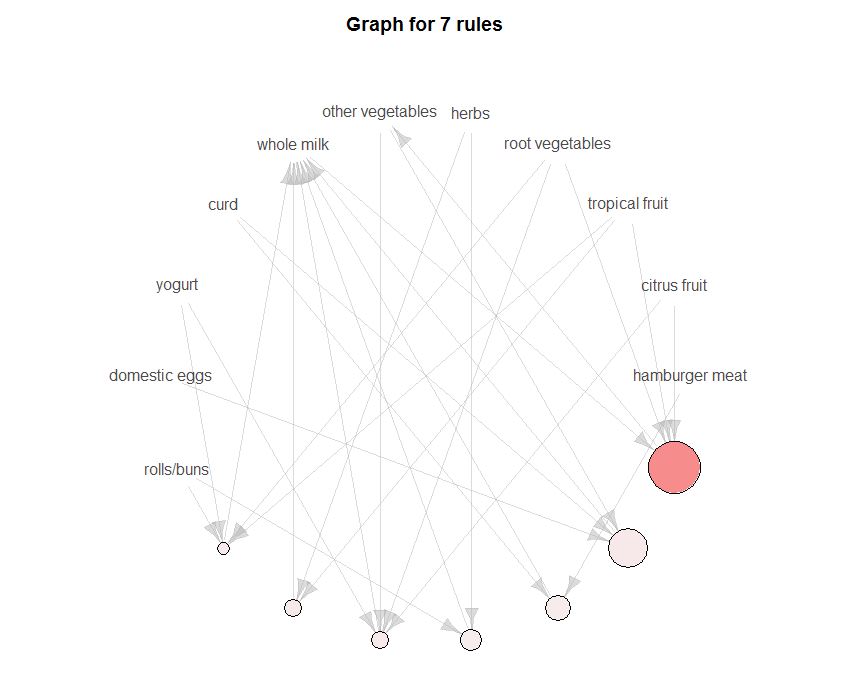 Graph for 7 rules
other vegetables
herbs
whole milk
root vegetables
curd
tropical fruit
yogurt
citrus fruit
domestic eggs
hamburger meat
rolls/buns